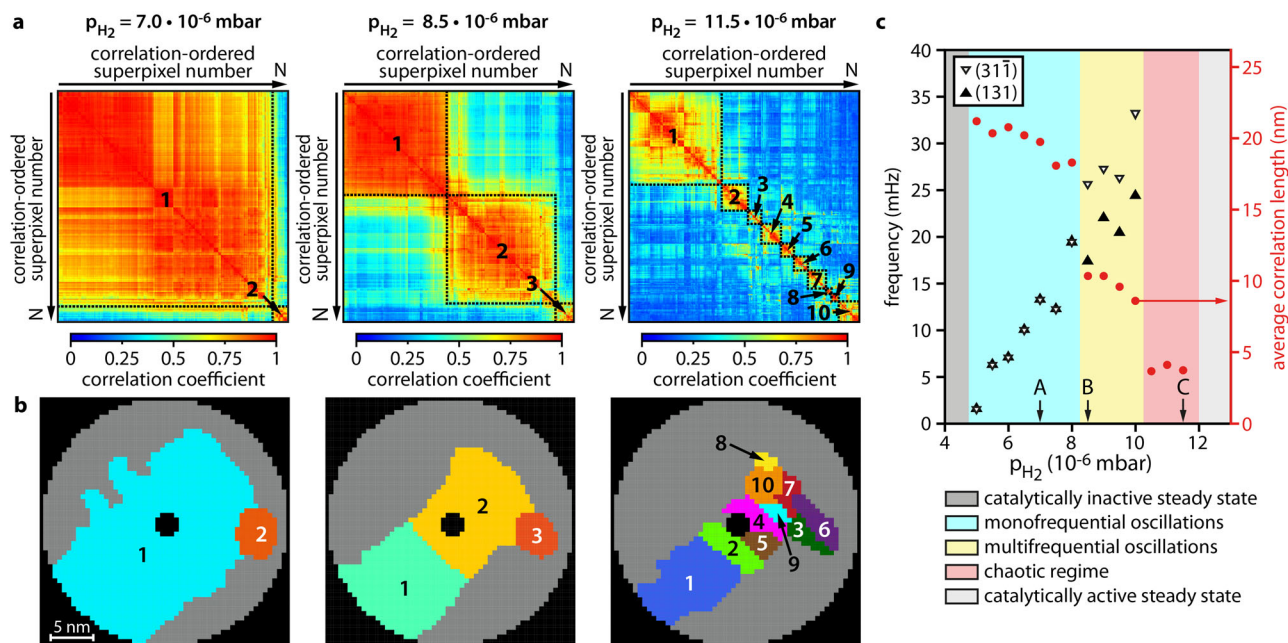 a
p_H2 = 7.0 • 10^-6 mbar
correlation-ordered
superpixel number
N
correlation-ordered
superpixel number
N
1
2
0
0.25
0.5
0.75
1
correlation coefficient
p_H2 = 8.5 • 10^-6 mbar
correlation-ordered
superpixel number
N
correlation-ordered
superpixel number
N
1
2
3
0
0.25
0.5
0.75
1
correlation coefficient
p_H2 = 11.5 • 10^-6 mbar
correlation-ordered
superpixel number
N
correlation-ordered
superpixel number
N
1
2
3
4
5
6
7
8
9
10
0
0.25
0.5
0.75
1
correlation coefficient
b
1
2
5 nm
1
2
3
8
10
7
4
3
6
2
5
9
1
c
(311̅)
(131)
frequency (mHz)
40
35
30
25
20
15
10
5
0
average correlation length (nm)
25
20
15
10
5
0
A
B
C
4
6
8
10
12
p_H2 (10^-6 mbar)
catalytically inactive steady state
monofrequential oscillations
multifrequential oscillations
chaotic regime
catalytically active steady state